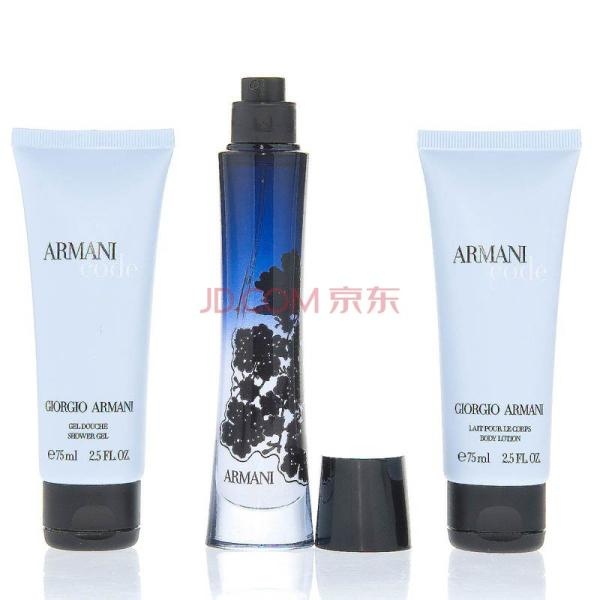 ARMANI
code
GIORGIO ARMANI
GEL DOUCHE
SHOWER GEL
℮75 ml 2.5 FL. OZ.
JD.COM 京东
ARMANI
ARMANI
code
GIORGIO ARMANI
LAIT POUR LE CORPS
BODY LOTION
℮75 ml 2.5 FL. OZ.